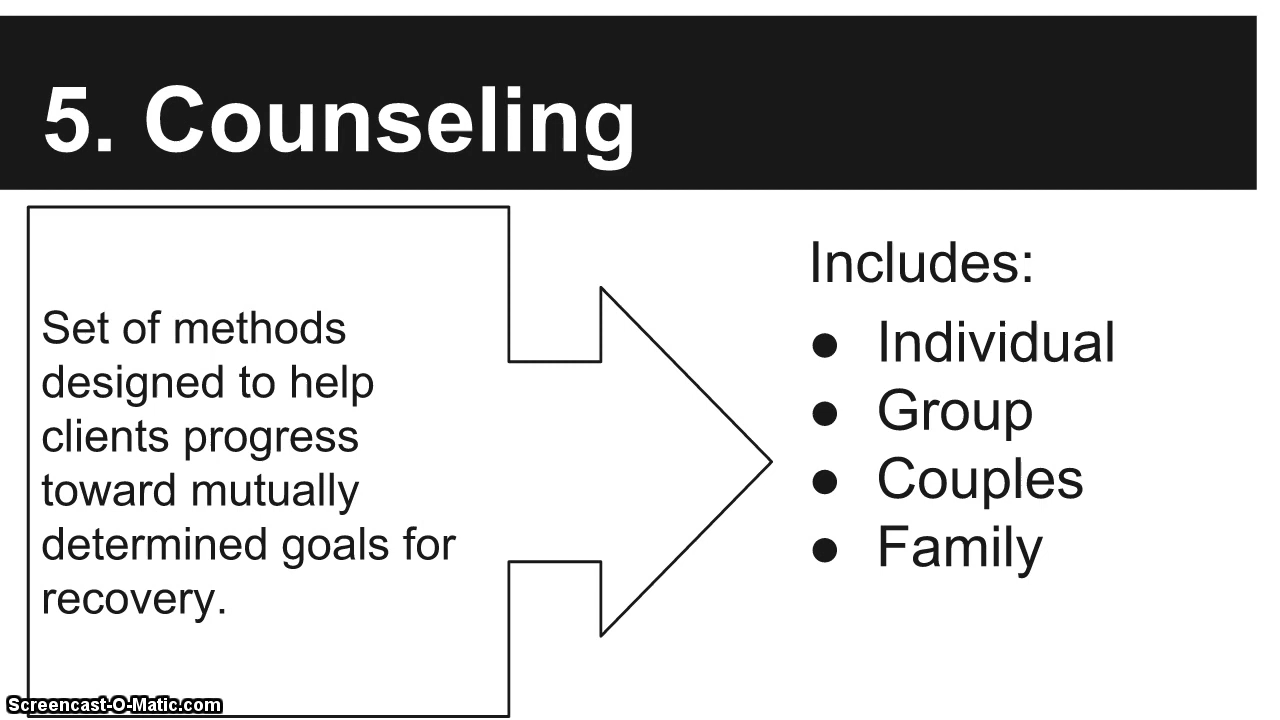 5. Counseling
Set of methods
designed to help
clients progress
toward mutually
determined goals for
recovery.
Includes:
● Individual
● Group
● Couples
● Family
Screencast-O-Matic.com